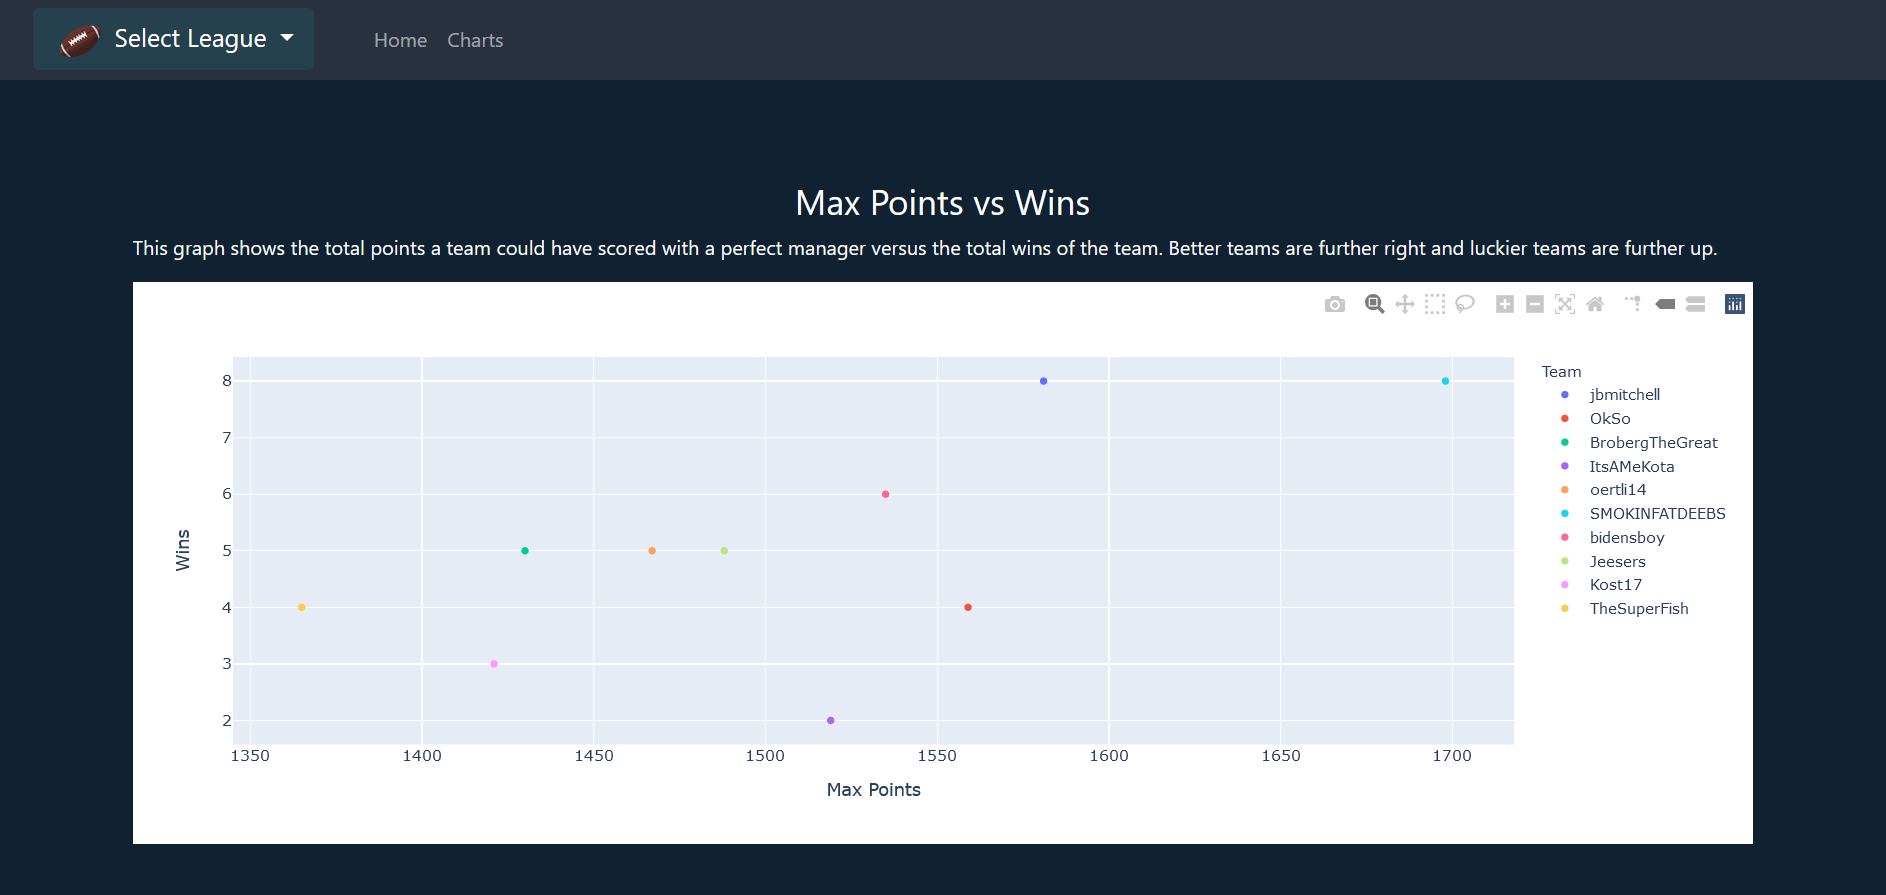 Select League
Home Charts
Max Points vs Wins
This graph shows the total points a team could have scored with a perfect manager versus the total wins of the team. Better teams are further right and luckier teams are further up.
Team
jbmitchell
OkSo
BrobergTheGreat
ItsAMeKota
oertli14
SMOKINFATDEEBS
bidensboy
Jeesers
Kost17
TheSuperFish
8
7
6
5
4
3
2
Wins
1350 1400 1450 1500 1550 1600 1650 1700
Max Points